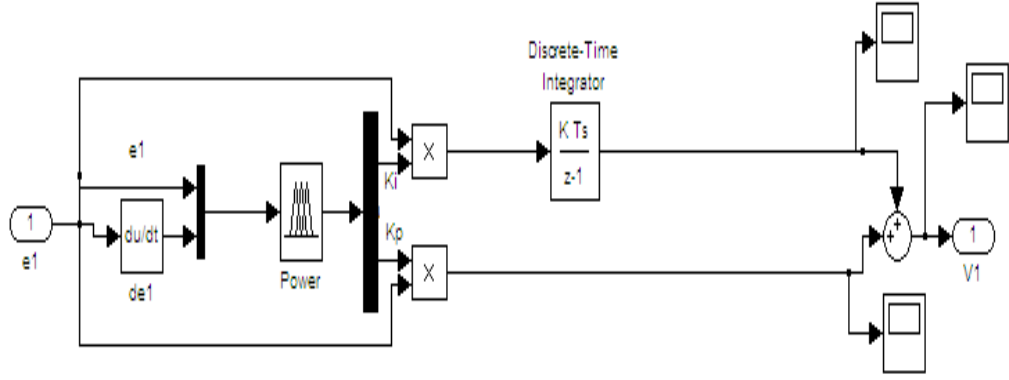 Discrete-Time
Integrator
K Ts
z-1
e1
X
Ki
1
e1
du/dt
de1
Power
Kp
X
+
+
1
V1